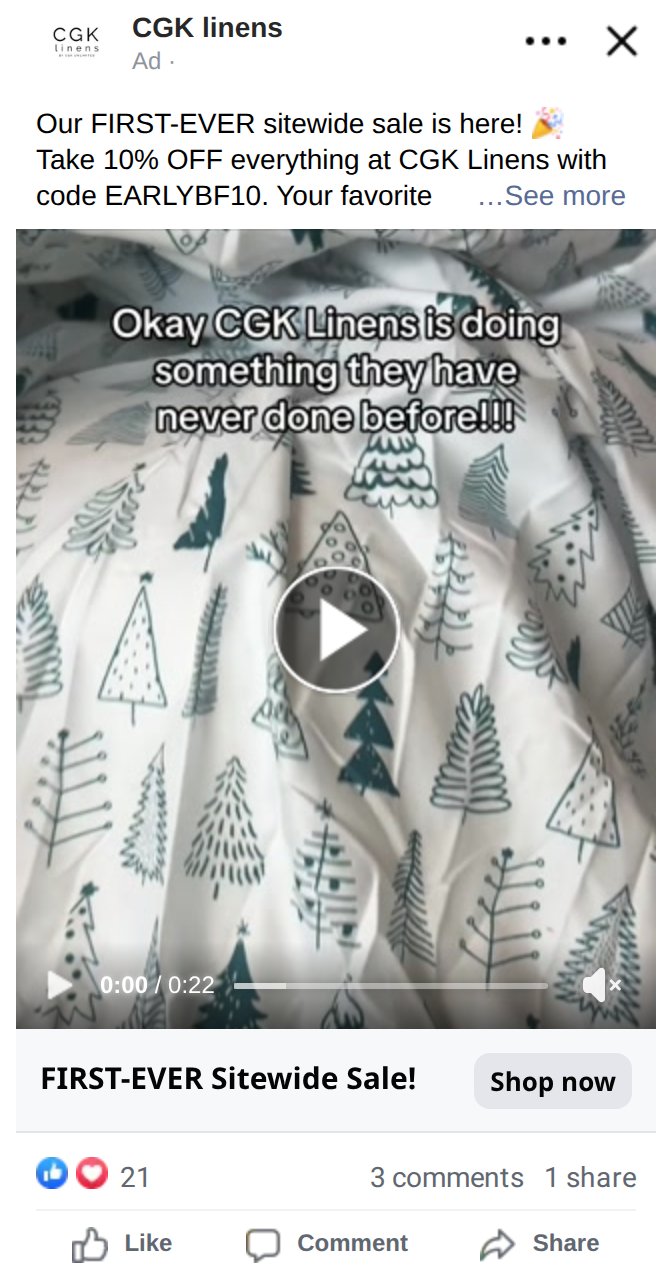 CGK linens
CGK
linens
Ad ·
Our FIRST-EVER sitewide sale is here! 🎉
Take 10% OFF everything at CGK Linens with
code EARLYBF10. Your favorite ...See more
Okay CGK Linens is doing
something they have
never done before!!!
0:00 / 0:22
FIRST-EVER Sitewide Sale!
Shop now
21 3 comments 1 share
Like Comment Share